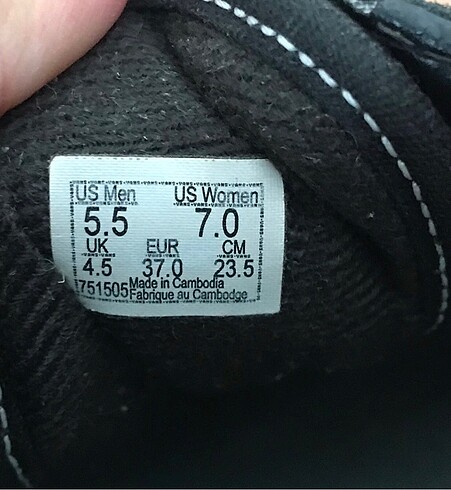 US Men US Women
5.5 7.0
UK EUR CM
4.5 37.0 23.5
751505 Made in Cambodia
Fabrique au Cambodge